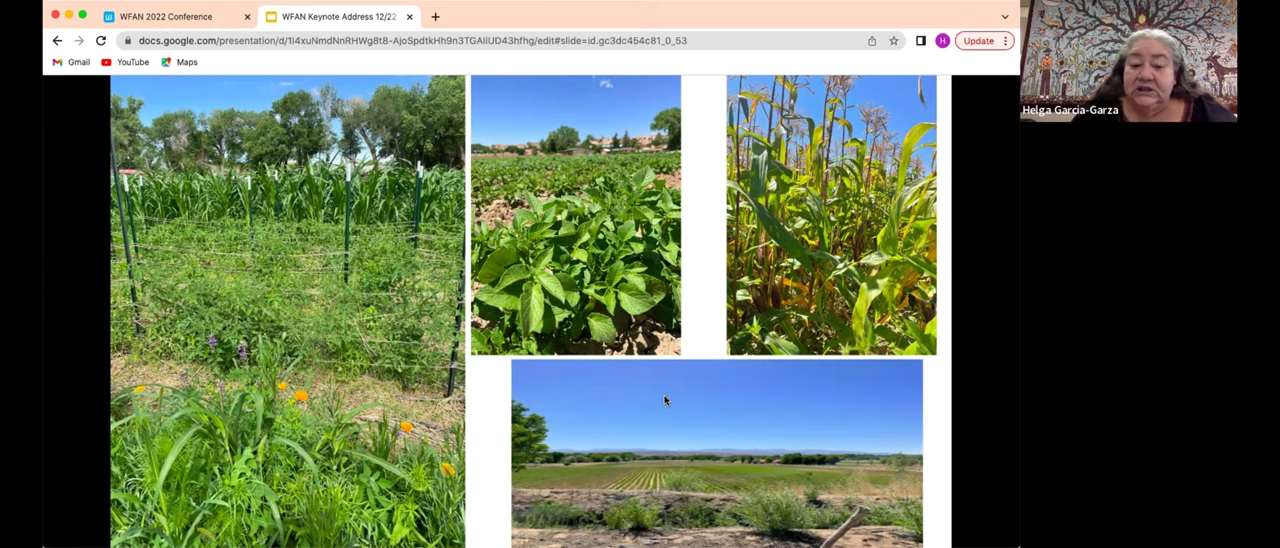 WFAN 2022 Conference
WFAN Keynote Address 12/22
docs.google.com/presentation/d/1i4xuNmdNnRHWg8t8-AjoSpdtkHh9n3TGAiiUD43hfhg/edit#slide=id.gc3dc454c81_0_53
H
Update
Gmail
YouTube
Maps
Helga Garcia-Garza